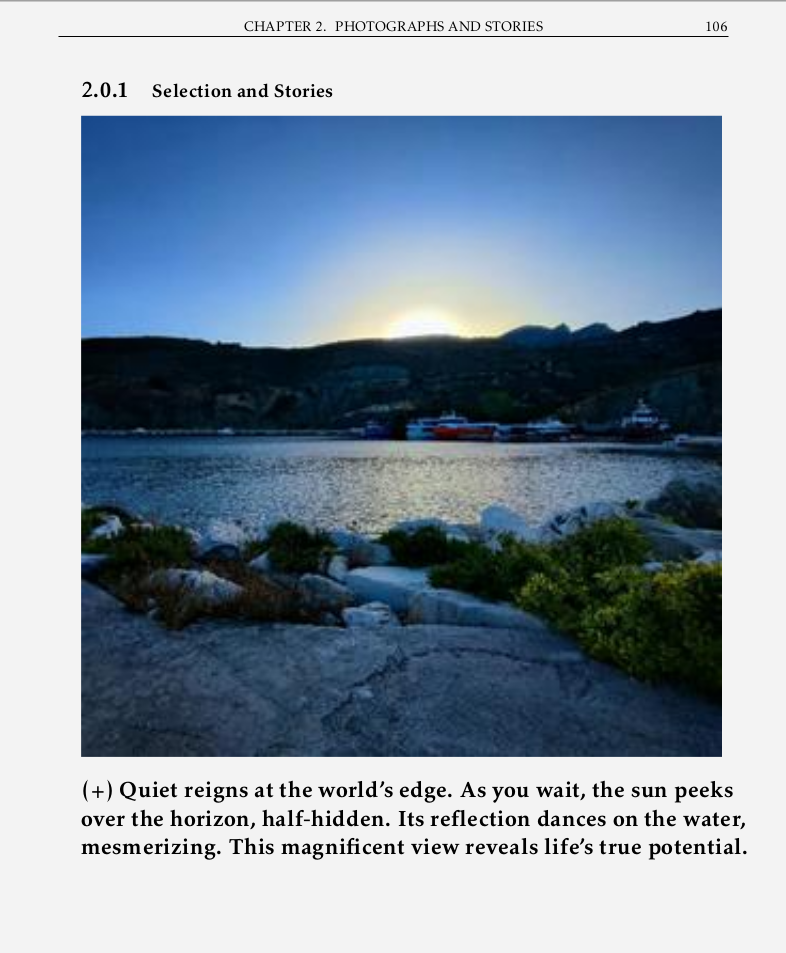 CHAPTER 2. PHOTOGRAPHS AND STORIES 106
2.0.1 Selection and Stories
(+) Quiet reigns at the world’s edge. As you wait, the sun peeks
over the horizon, half-hidden. Its reflection dances on the water,
mesmerizing. This magnificent view reveals life’s true potential.